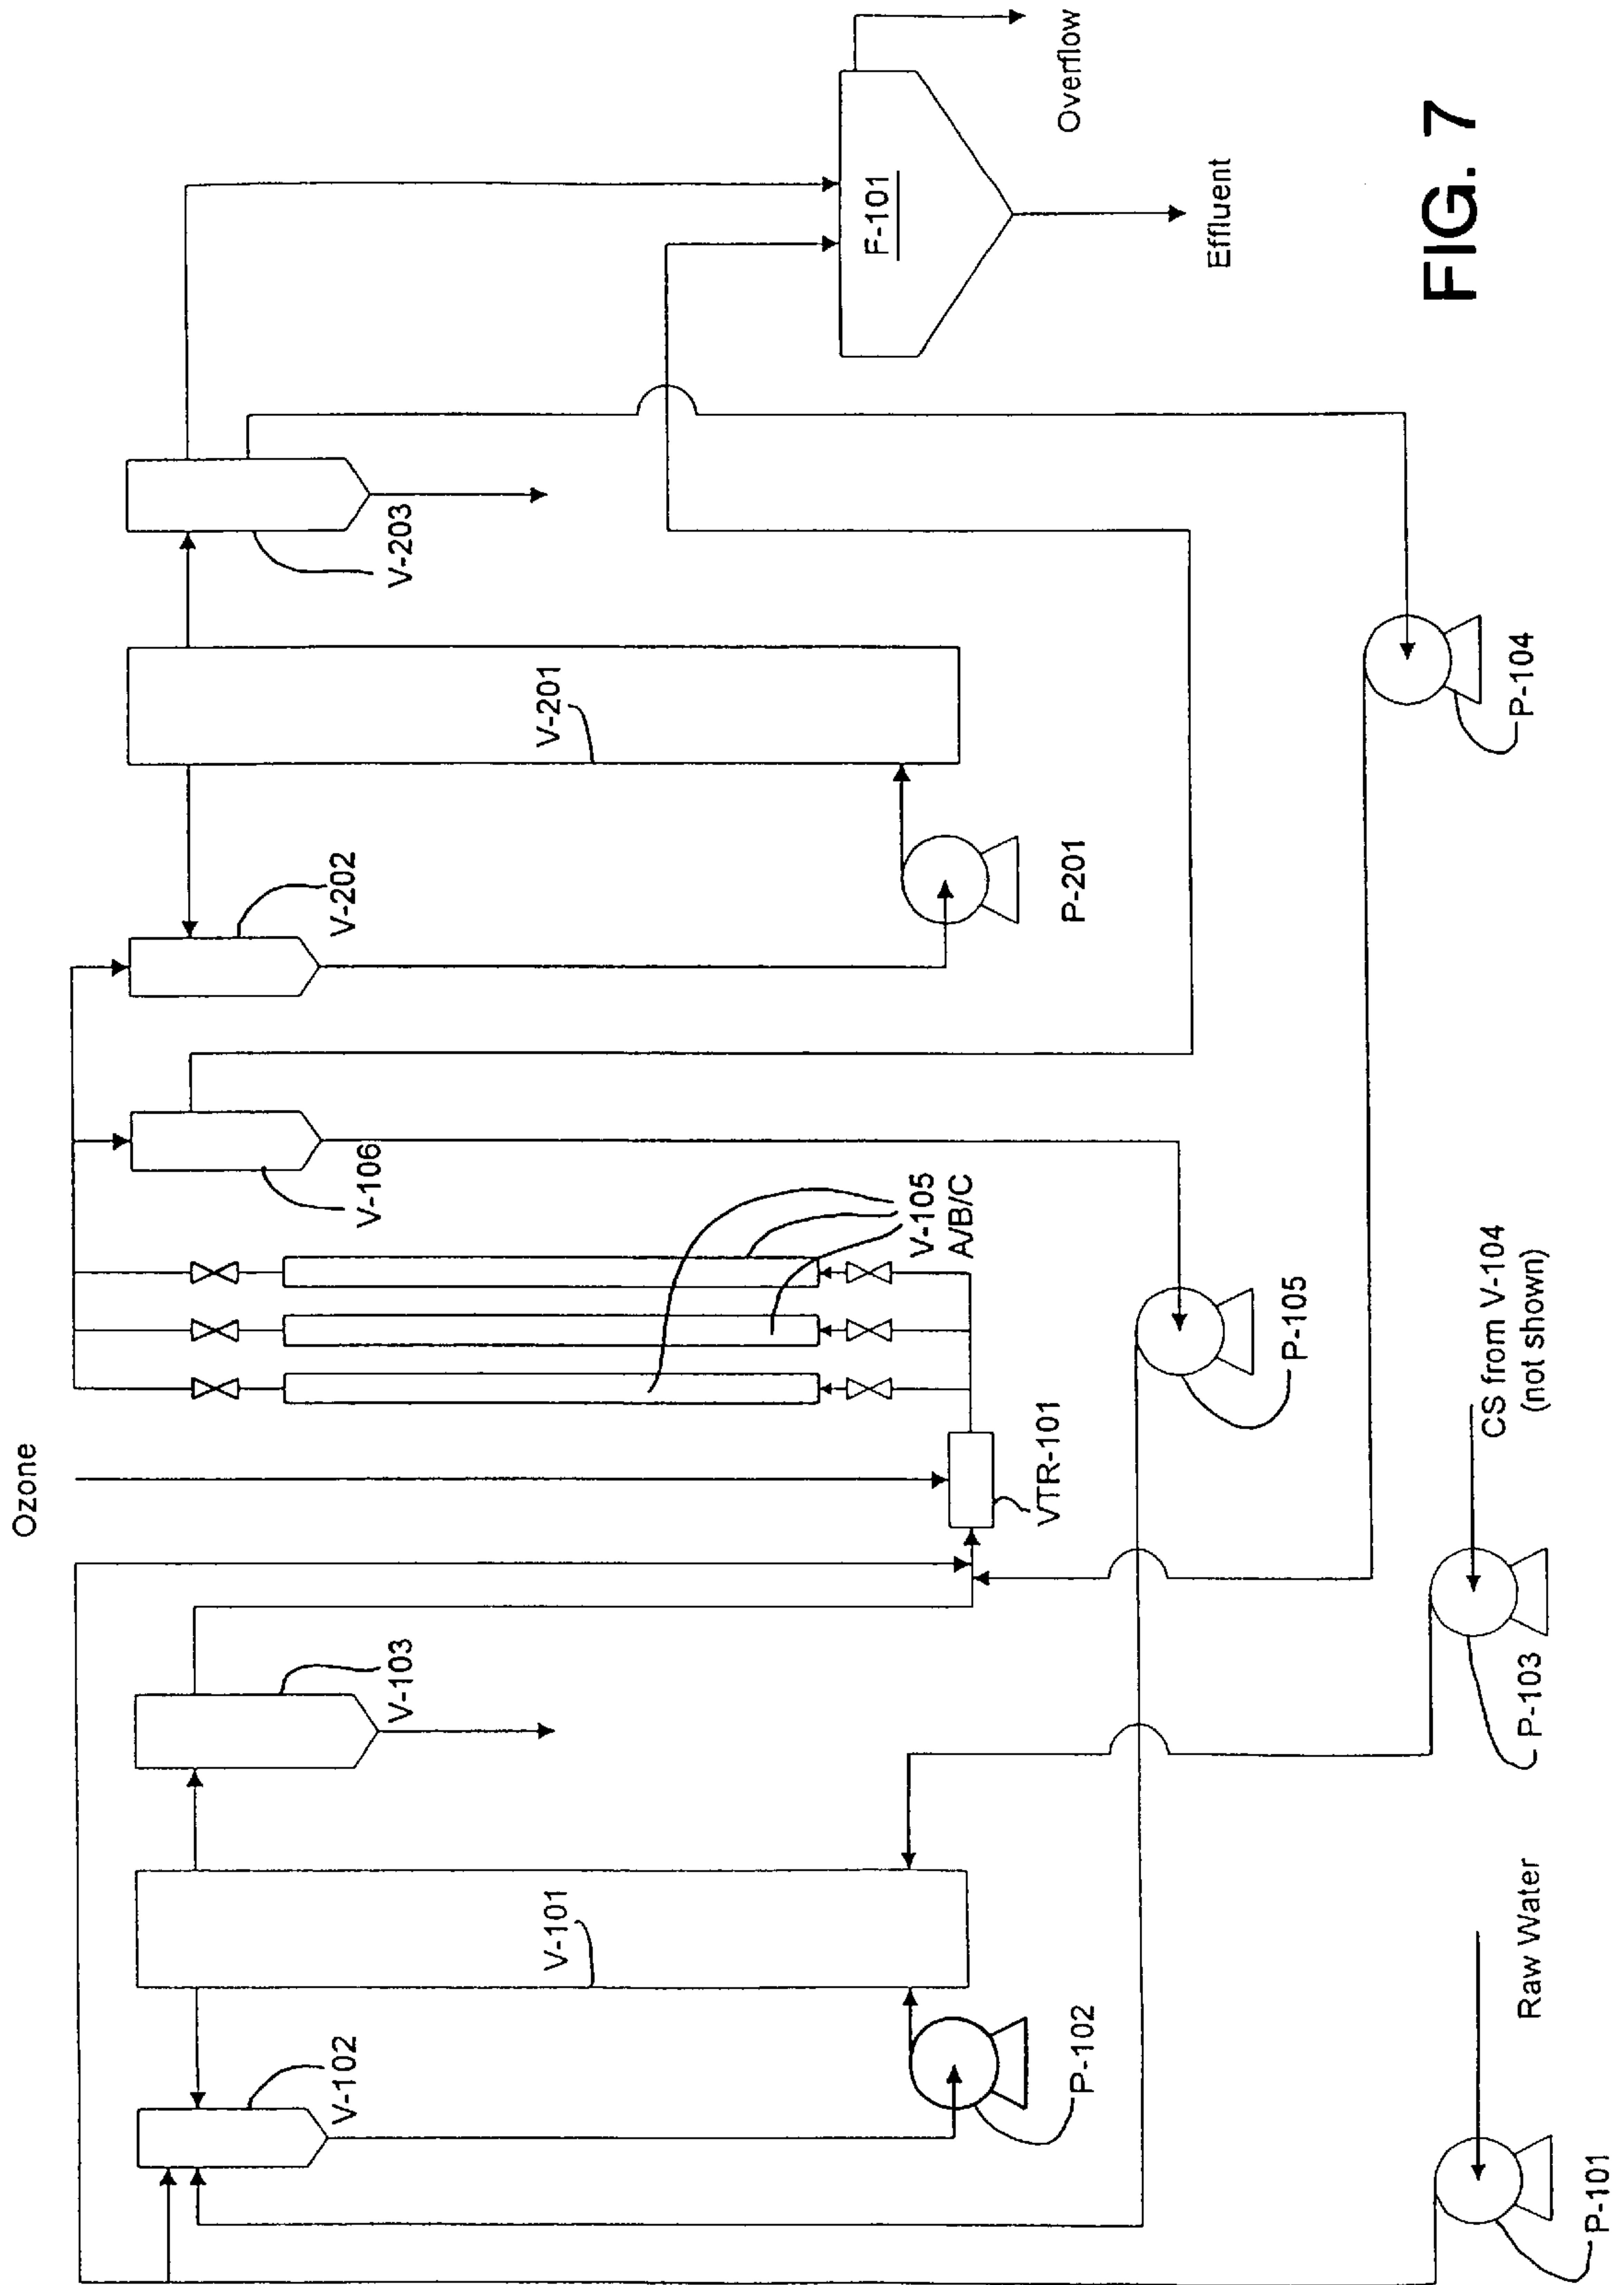 Ozone
V-102
V-101
V-103
V-106
V-202
V-201
V-203
F-101
Overflow
Effluent
V-105
A/B/C
VTR-101
P-102
P-105
P-201
P-104
P-101
Raw Water
P-103
CS from V-104
(not shown)
FIG. 7